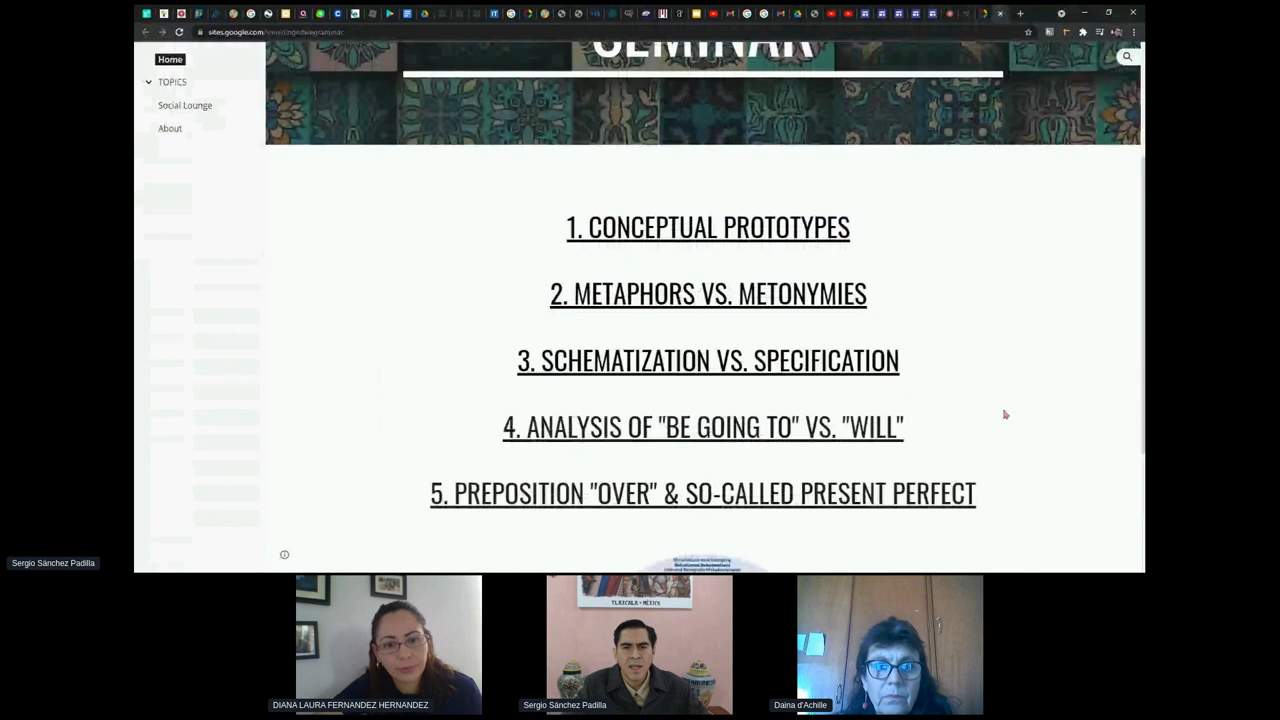 SEMINAR
Home
TOPICS
Social Lounge
About
1. CONCEPTUAL PROTOTYPES
2. METAPHORS VS. METONYMIES
3. SCHEMATIZATION VS. SPECIFICATION
4. ANALYSIS OF "BE GOING TO" VS. "WILL"
5. PREPOSITION "OVER" & SO-CALLED PRESENT PERFECT
Sergio Sánchez Padilla
TLAXCALA • MÉXICO
DIANA LAURA FERNANDEZ HERNANDEZ
Sergio Sánchez Padilla
Daina d'Achille